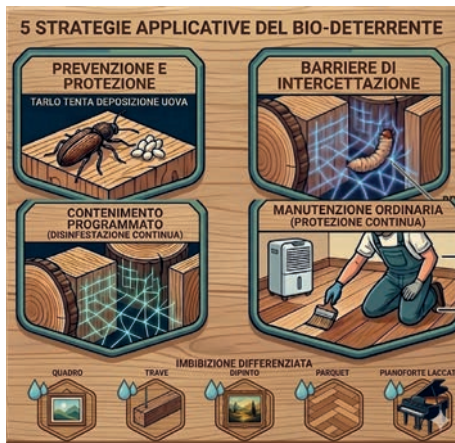 5 STRATEGIE APPLICATIVE DEL BIO-DETERRENTE
PREVENZIONE E
PROTEZIONE
TARLO TENTA DEPOSIZIONE UOVA
BARRIERE DI
INTERCETTAZIONE
CONTENIMENTO
PROGRAMMATO
(DISINFESTAZIONE CONTINUA)
MANUTENZIONE ORDINARIA
(PROTEZIONE CONTINUA)
IMBIBIZIONE DIFFERENZIATA
QUADRO
TRAVE
DIPINTO
PARQUET
PIANOFORTE LACCAT